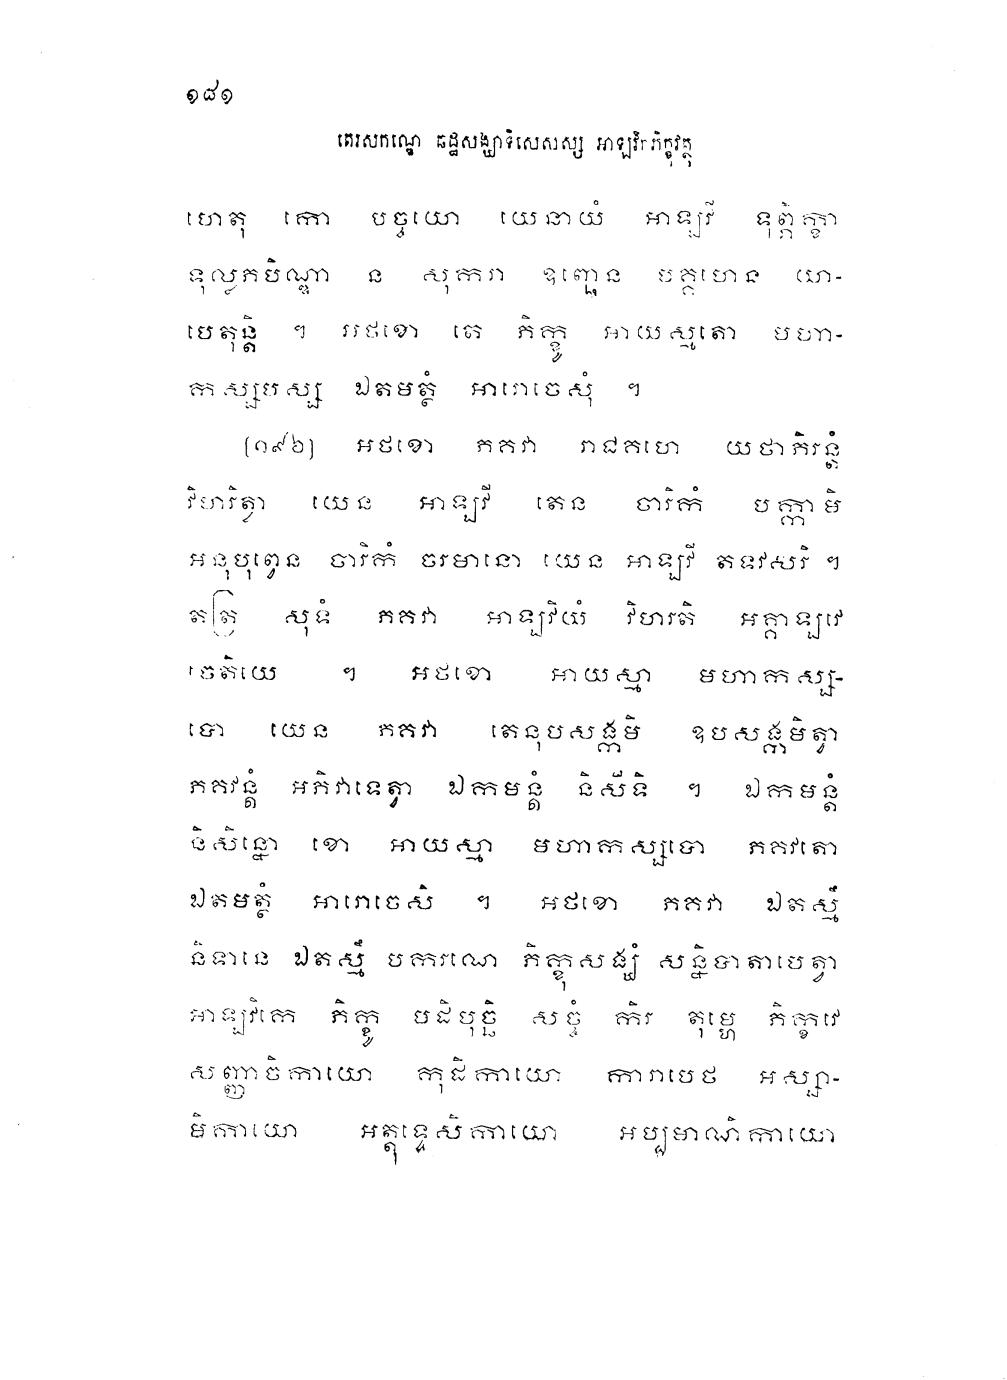 ១៨១
តេរសកណ្ឌេ ឆដ្ឋសង្ឃាទិសេសស្ស អាឡវិកភិក្ខុវត្ថុ
ហេតុ កោ បច្ចយោ យេនាយំ អាឡវី ទុព្ភិក្ខា
ទុល្លភបិណ្ឌា ន សុករា ឧញ្ឆេន បគ្គហេន យា-
បេតុន្តិ ។ អថខោ តេ ភិក្ខូ អាយស្មតោ មហា-
កស្សបស្ស ឯតមត្ថំ អារោចេសុំ ។
[១៩៦] អថខោ ភគវា រាជគហេ យថាភិរន្តំ
វិហរិត្វា យេន អាឡវី តេន ចារិកំ បក្កាមិ
អនុបុព្វេន ចារិកំ ចរមានោ យេន អាឡវី តទវសរិ ។
តត្រ សុទំ ភគវា អាឡវិយំ វិហរតិ អគ្គាឡវេ
ចេតិយេ ។ អថខោ អាយស្មា មហាកស្ស-
បោ យេន ភគវា តេនុបសង្កមិ ឧបសង្កមិត្វា
ភគវន្តំ អភិវាទេត្វា ឯកមន្តំ និសីទិ ។ ឯកមន្តំ
និសិន្នោ ខោ អាយស្មា មហាកស្សបោ ភគវតោ
ឯតមត្ថំ អារោចេសិ ។ អថខោ ភគវា ឯតស្មឹ
និទានេ ឯតស្មឹ បករណេ ភិក្ខុសង្ឃំ សន្និបាតាបេត្វា
អាឡវិកេ ភិក្ខូ បដិបុច្ឆិ សច្ចំ កិរ តុម្ហេ ភិក្ខវេ
សញ្ញាចិកាយោ កុដិកាយោ ការាបេថ អស្សា-
មិកាយោ អត្តុទ្ទេសិកាយោ អប្បមាណិកាយោ